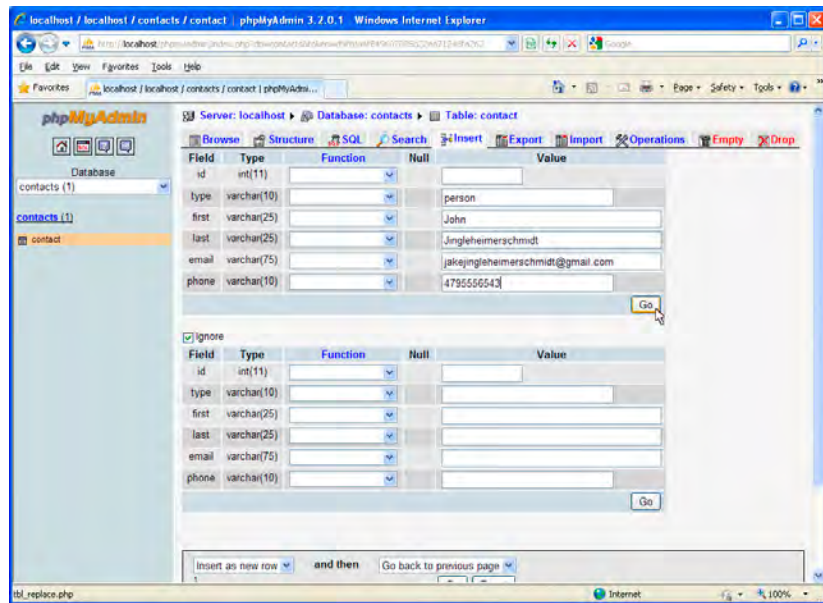 localhost / localhost / contacts / contact | phpMyAdmin 3.2.0.1 Windows Internet Explorer
Google
File Edit View Favorites Tools Help
Favorites localhost / localhost / contacts / contact | phpMyAdmi...
Page Safety Tools
phpMyAdmin
Server: localhost Database: contacts Table: contact
Browse Structure SQL Search Insert Export Import Operations Empty Drop
Database
contacts (1)
contacts (1)
contact
Field Type Function Null Value
id int(11)
type varchar(10) person
first varchar(25) John
last varchar(25) Jingleheimerschmidt
email varchar(75) jakejingleheimerschmidt@gmail.com
phone varchar(10) 4795556543
Go
Ignore
Field Type Function Null Value
id int(11)
type varchar(10)
first varchar(25)
last varchar(25)
email varchar(75)
phone varchar(10)
Go
Insert as new row and then Go back to previous page
tbl_replace.php Internet 100%